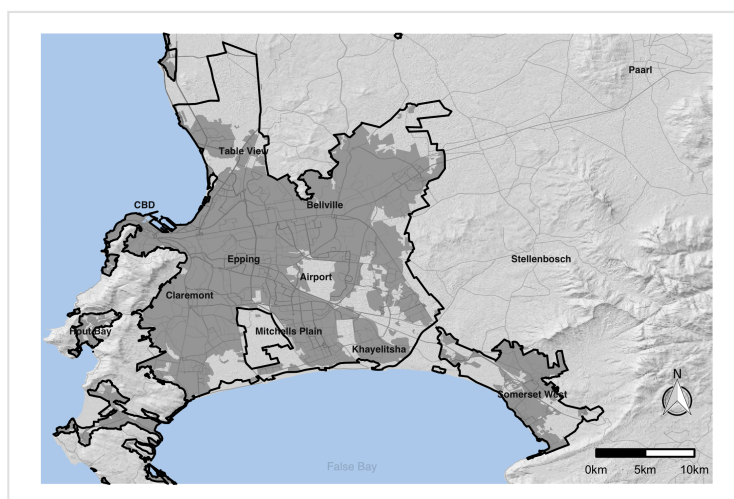 Paarl
Table View
CBD
Bellville
Epping
Stellenbosch
Airport
Claremont
Hout Bay
Mitchells Plain
Khayelitsha
N
Somerset West
False Bay
0km 5km 10km